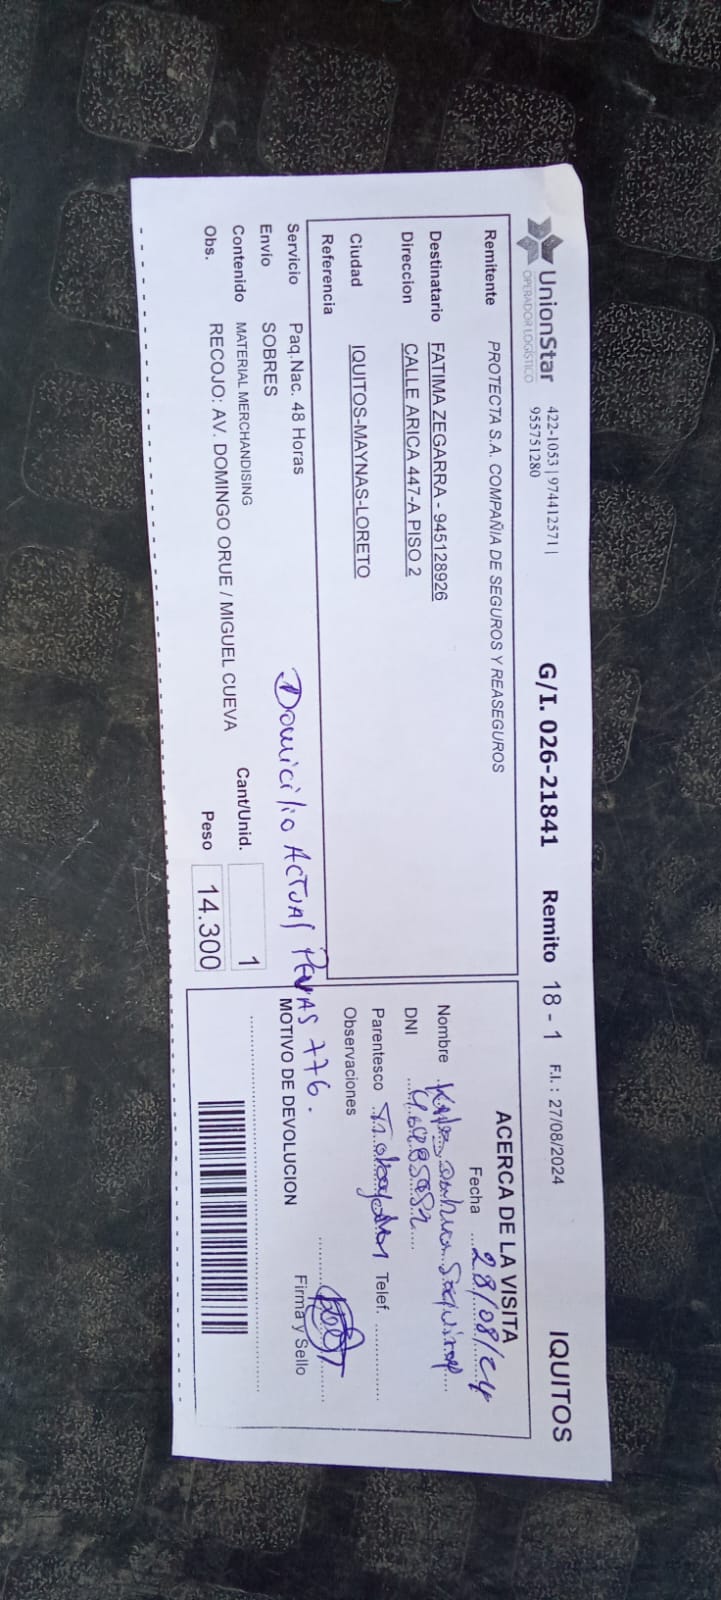 UnionStar 422-1053 | 974412571 | G/I. 026-21841 Remito 18 - 1 F.I.: 27/08/2024 IQUITOS
OPERADOR LOGÍSTICO 955751280
Remitente PROTECTA S.A. COMPAÑIA DE SEGUROS Y REASEGUROS
Destinatario FATIMA ZEGARRA - 945128926
Direccion CALLE ARICA 447-A PISO 2
Ciudad IQUITOS-MAYNAS-LORETO
Referencia
Servicio Paq.Nac. 48 Horas
Envio SOBRES
Contenido MATERIAL MERCHANDISING Cant/Unid. 1
Obs. RECOJO: AV. DOMINGO ORUE / MIGUEL CUEVA Peso 14.300
Domicilio ACTUAL PEVAS 776.
ACERCA DE LA VISITA
Fecha 28/08/24
Nombre
DNI
Parentesco Trabajador Telef.
Observaciones
Firma y Sello
MOTIVO DE DEVOLUCION